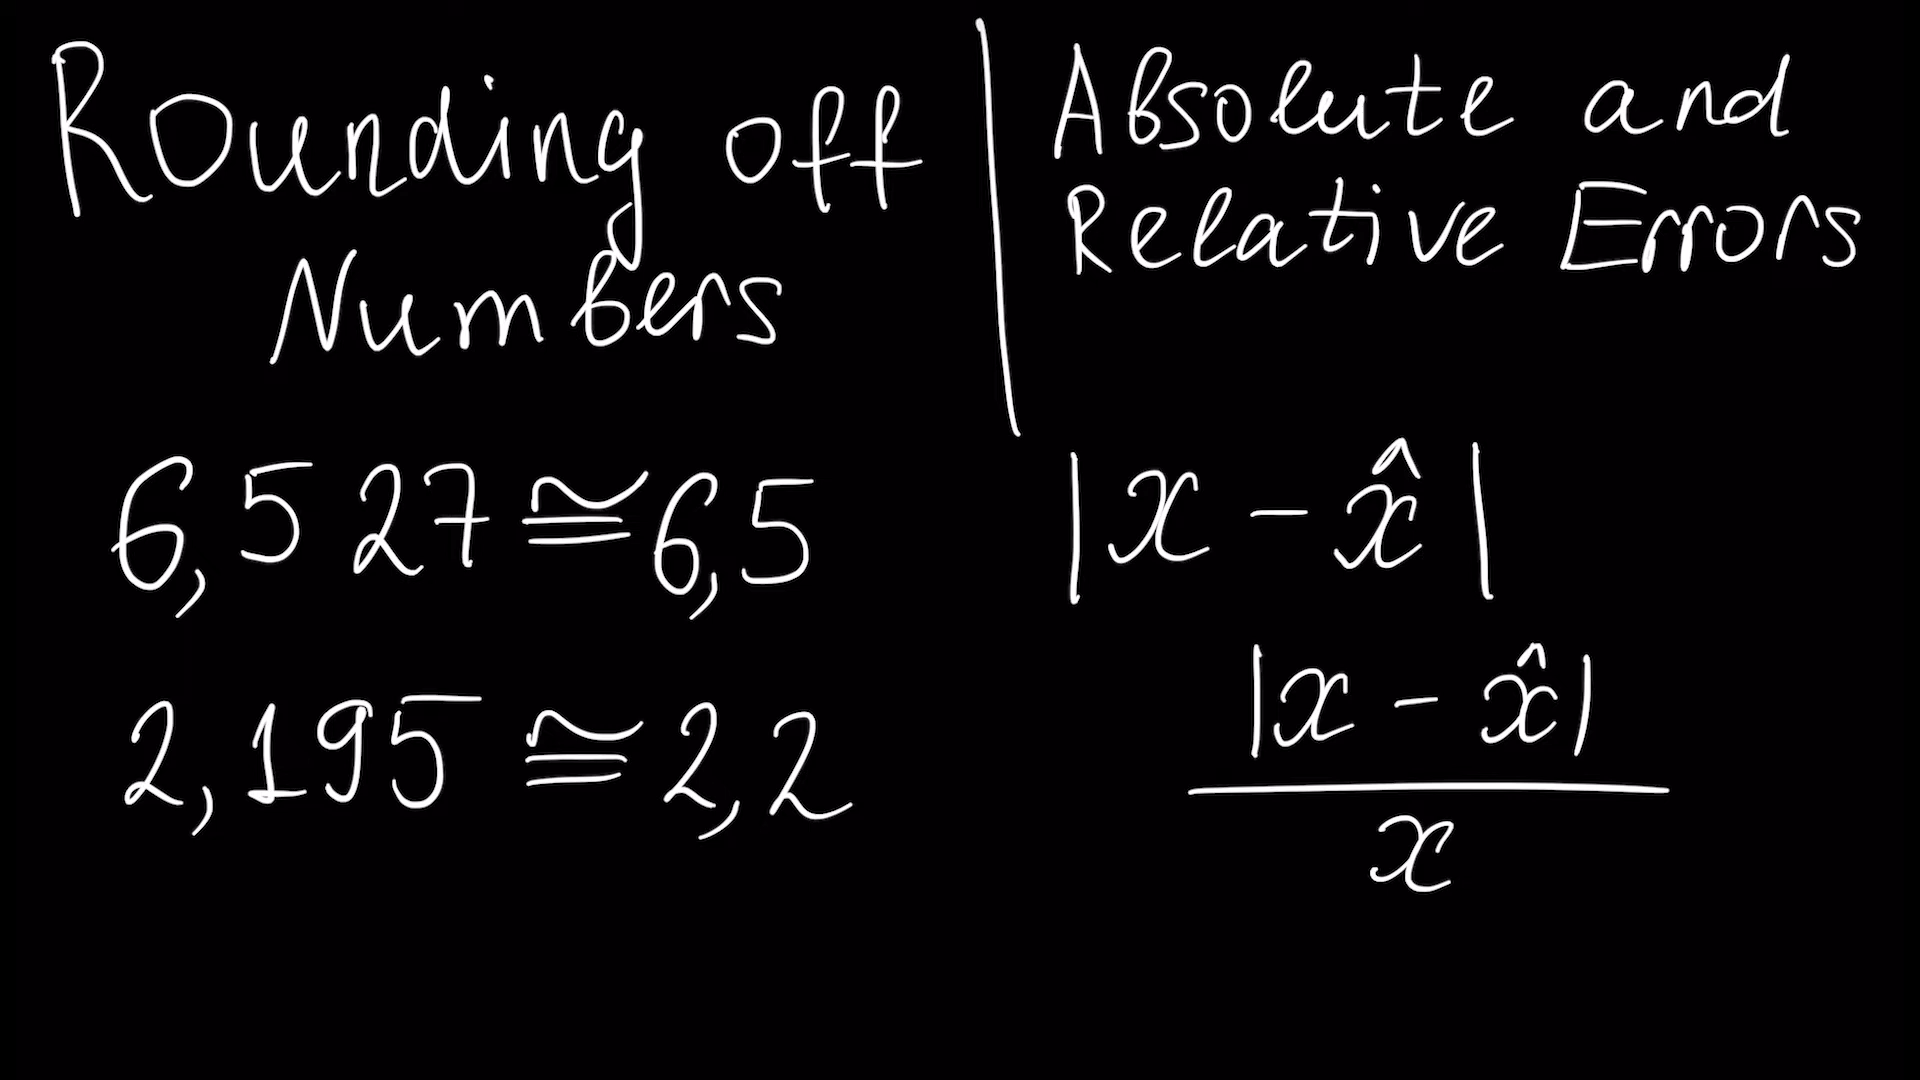 Rounding off
Numbers
6,527 ≅ 6,5
2,195 ≅ 2,2
Absolute and
Relative Errors
|x - x̂|
|x - x̂|
x